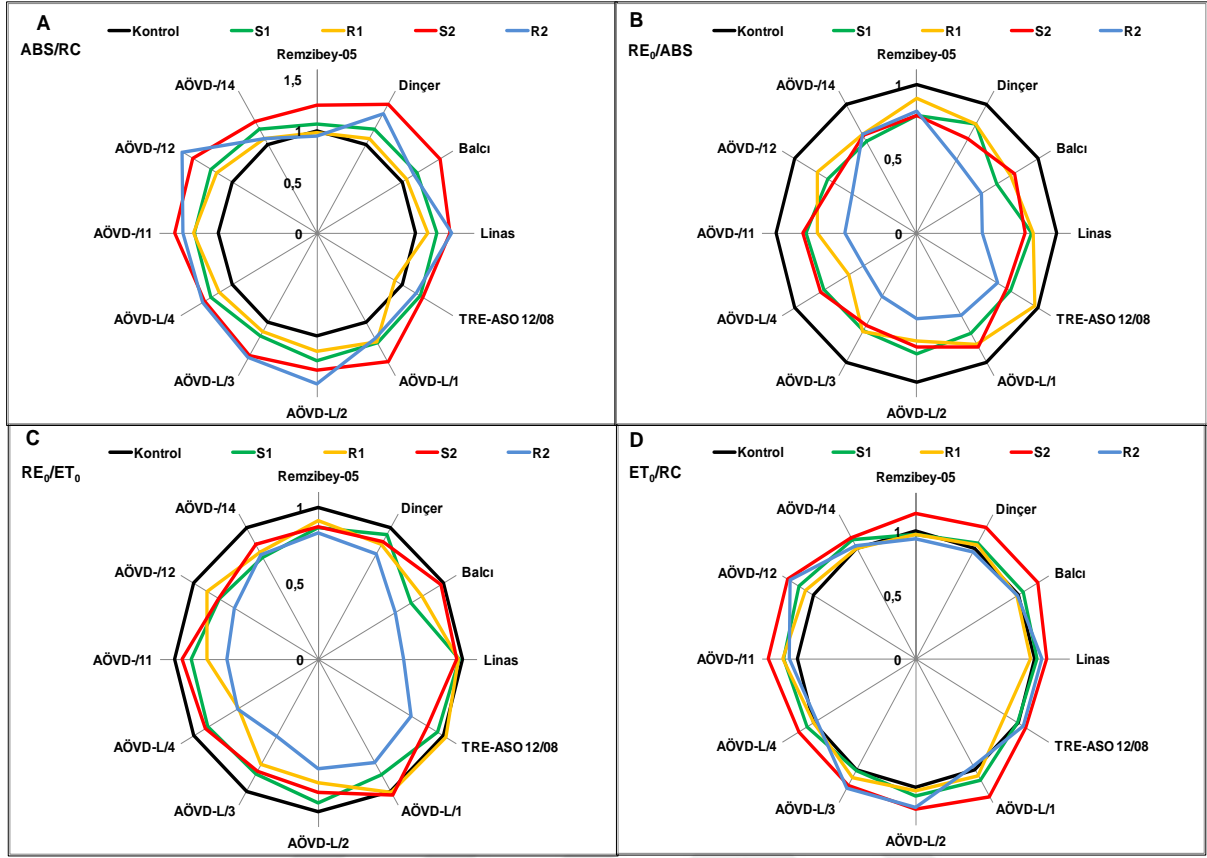 A
ABS/RC
Kontrol S1 R1 S2 R2
Remzibey-05
Dinçer
Balcı
Linas
TRE-ASO 12/08
AÖVD-L/1
AÖVD-L/2
AÖVD-L/3
AÖVD-L/4
AÖVD-/11
AÖVD-/12
AÖVD-/14
1,5
1
0,5
0
B
RE₀/ABS
Kontrol S1 R1 S2 R2
Remzibey-05
Dinçer
Balcı
Linas
TRE-ASO 12/08
AÖVD-L/1
AÖVD-L/2
AÖVD-L/3
AÖVD-L/4
AÖVD-/11
AÖVD-/12
AÖVD-/14
1
0,5
0
C
RE₀/ET₀
Kontrol S1 R1 S2 R2
Remzibey-05
Dinçer
Balcı
Linas
TRE-ASO 12/08
AÖVD-L/1
AÖVD-L/2
AÖVD-L/3
AÖVD-L/4
AÖVD-/11
AÖVD-/12
AÖVD-/14
1
0,5
0
D
ET₀/RC
Kontrol S1 R1 S2 R2
Remzibey-05
Dinçer
Balcı
Linas
TRE-ASO 12/08
AÖVD-L/1
AÖVD-L/2
AÖVD-L/3
AÖVD-L/4
AÖVD-/11
AÖVD-/12
AÖVD-/14
1
0,5
0